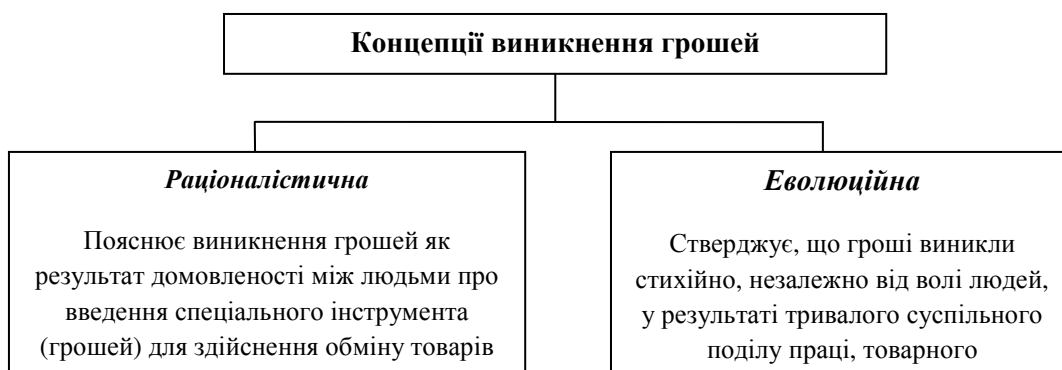 Концепції виникнення грошей
Раціоналістична
Пояснює виникнення грошей як
результат домовленості між людьми про
введення спеціального інструмента
(грошей) для здійснення обміну товарів
Еволюційна
Стверджує, що гроші виникли
стихійно, незалежно від волі людей,
у результаті тривалого суспільного
поділу праці, товарного